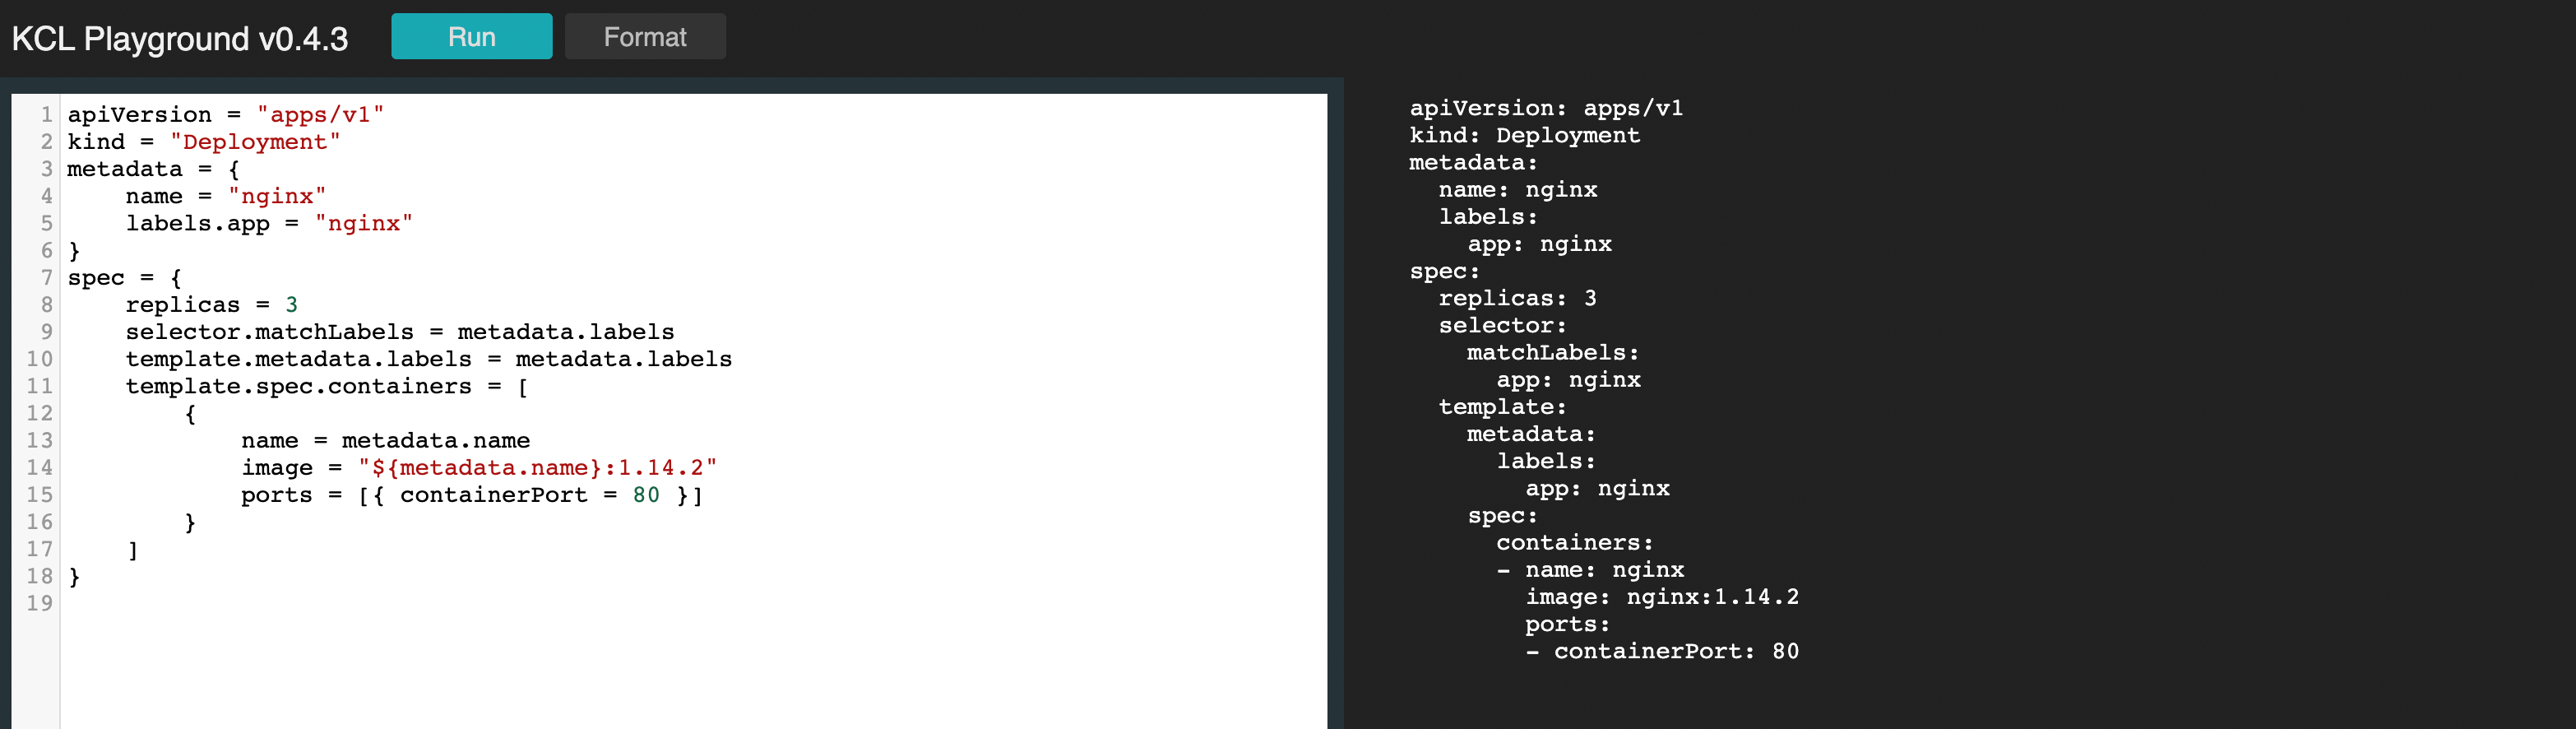 KCL Playground v0.4.3
Run
Format
1 apiVersion = "apps/v1"
2 kind = "Deployment"
3 metadata = {
4     name = "nginx"
5     labels.app = "nginx"
6 }
7 spec = {
8     replicas = 3
9     selector.matchLabels = metadata.labels
10     template.metadata.labels = metadata.labels
11     template.spec.containers = [
12         {
13             name = metadata.name
14             image = "${metadata.name}:1.14.2"
15             ports = [{ containerPort = 80 }]
16         }
17     ]
18 }
19
apiVersion: apps/v1
kind: Deployment
metadata:
  name: nginx
  labels:
    app: nginx
spec:
  replicas: 3
  selector:
    matchLabels:
      app: nginx
  template:
    metadata:
      labels:
        app: nginx
    spec:
      containers:
      - name: nginx
        image: nginx:1.14.2
        ports:
        - containerPort: 80